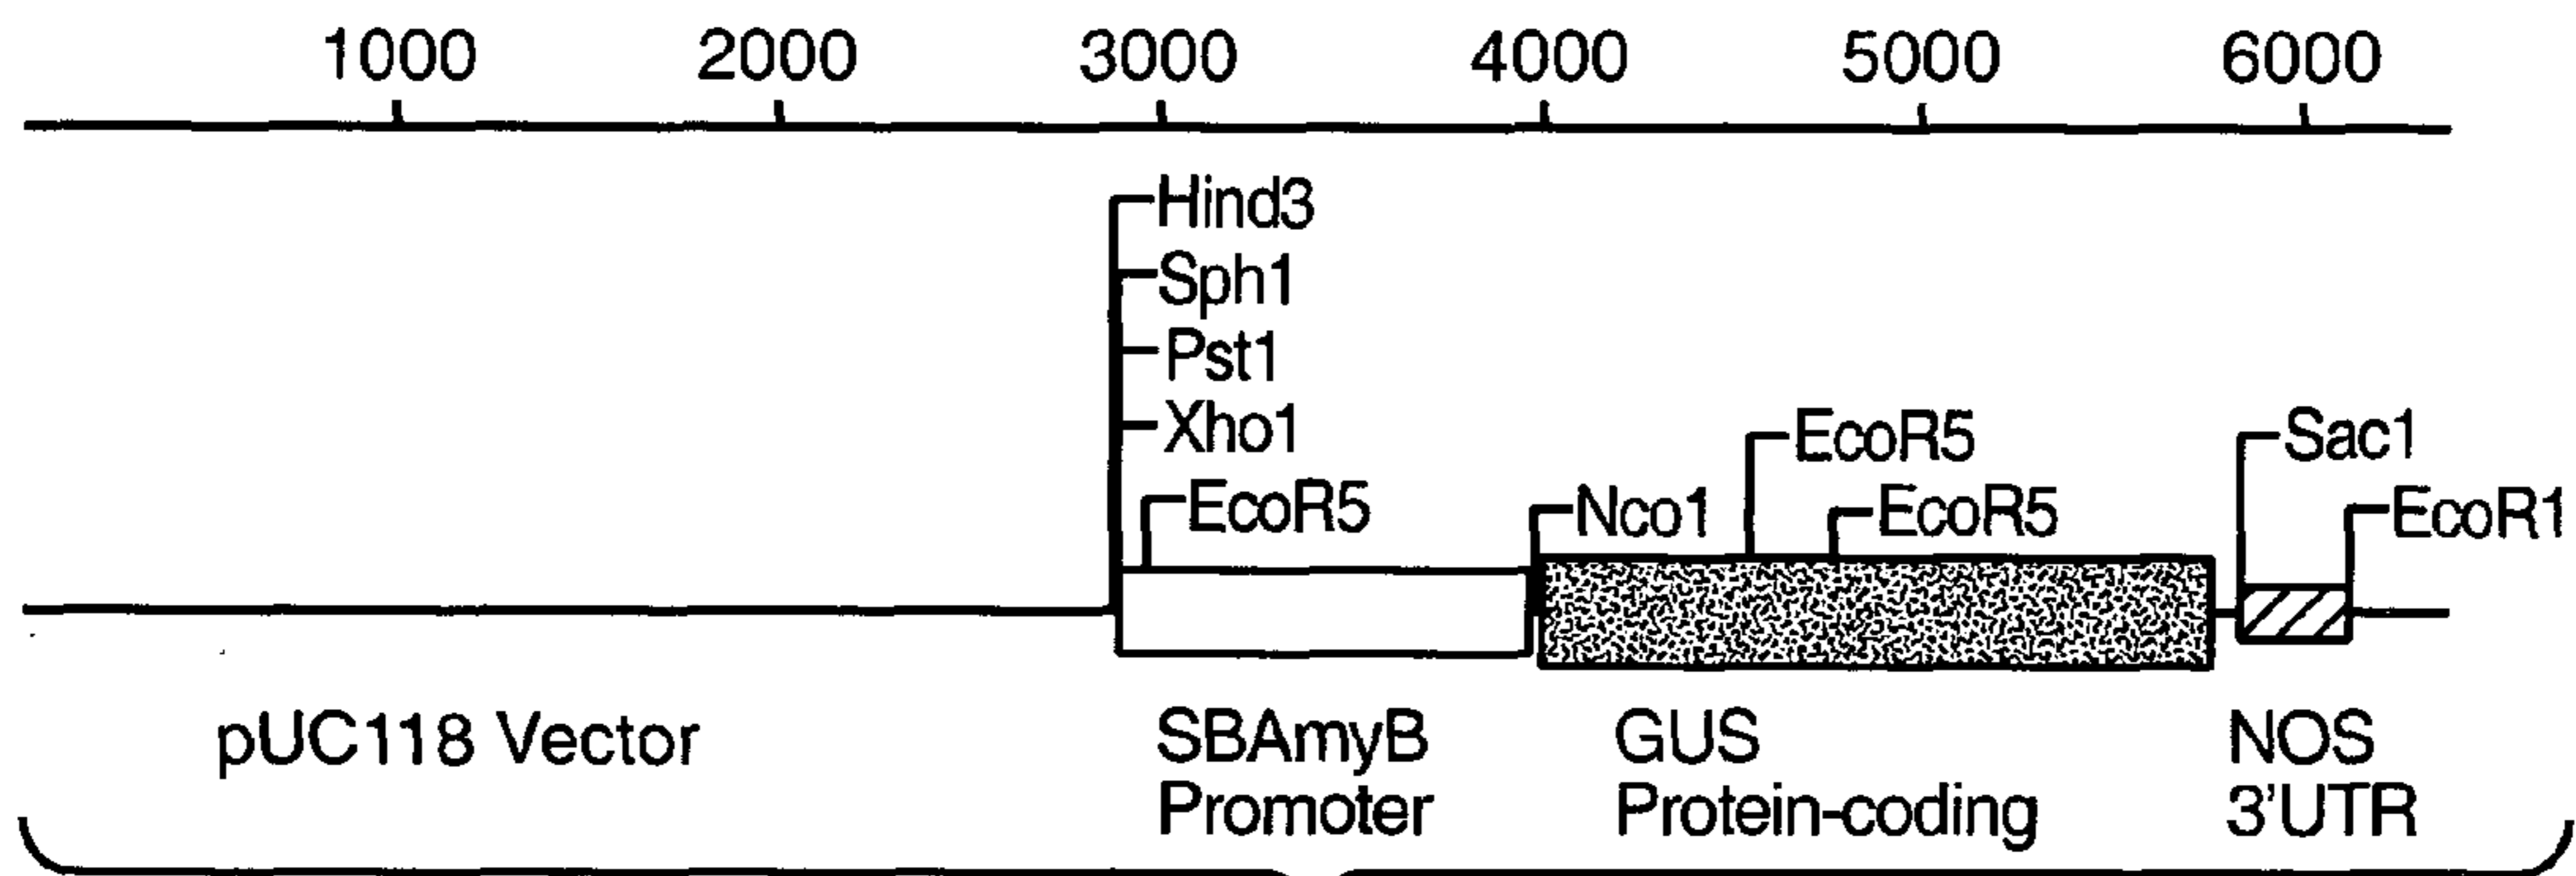 1000 2000 3000 4000 5000 6000
Hind3
Sph1
Pst1
Xho1
EcoR5
Nco1
EcoR5
EcoR5
Sac1
EcoR1
pUC118 Vector
SBAmyB
Promoter
GUS
Protein-coding
NOS
3'UTR